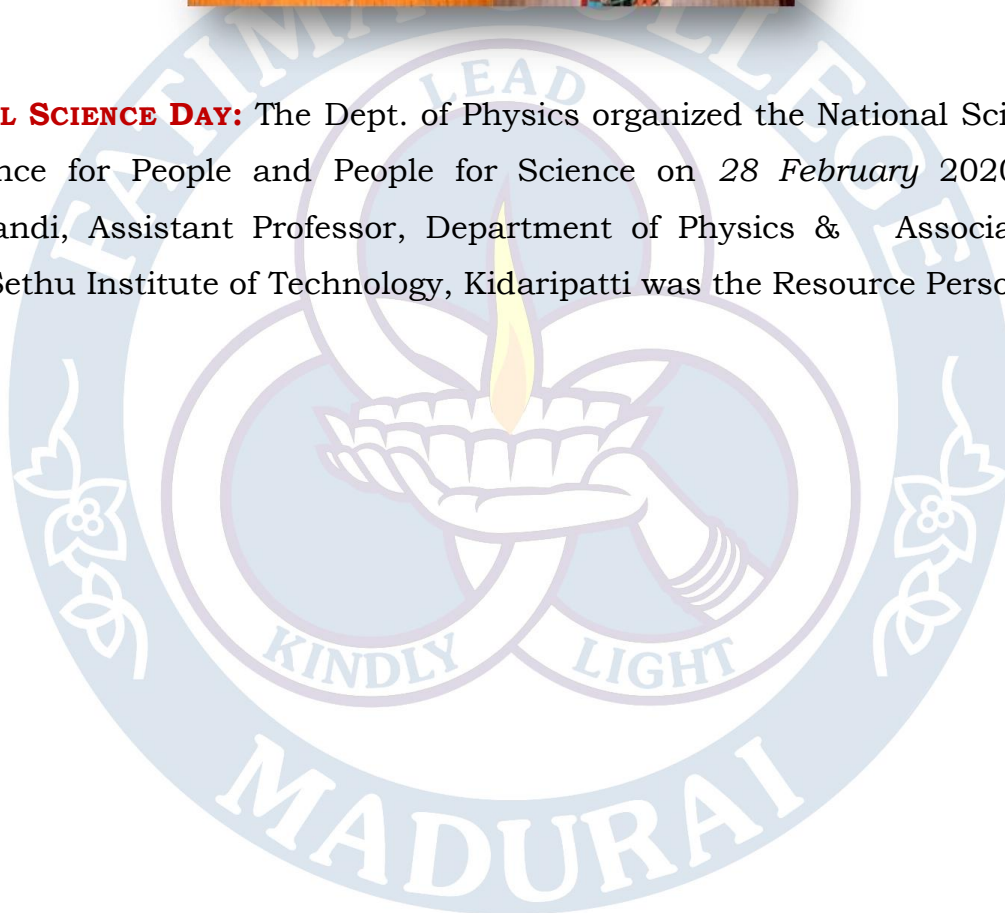 FATIMA COLLEGE
LEAD
L SCIENCE DAY: The Dept. of Physics organized the National Sci
nce for People and People for Science on 28 February 2020
andi, Assistant Professor, Department of Physics & Associa
Sethu Institute of Technology, Kidaripatti was the Resource Perso
KINDLY LIGHT
MADURAI